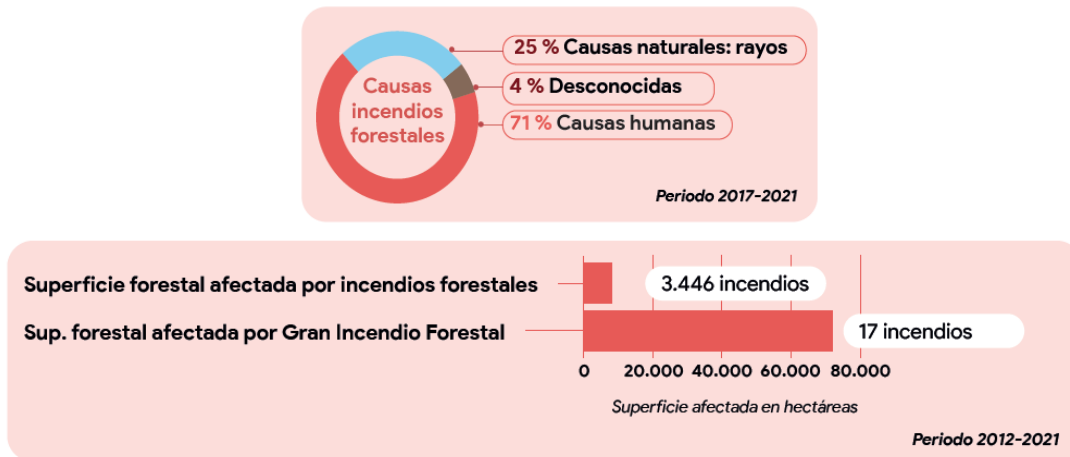 Causas
incendios
forestales
25 % Causas naturales: rayos
4 % Desconocidas
71 % Causas humanas
Periodo 2017-2021
Superficie forestal afectada por incendios forestales
3.446 incendios
Sup. forestal afectada por Gran Incendio Forestal
17 incendios
0 20.000 40.000 60.000 80.000
Superficie afectada en hectáreas
Periodo 2012-2021